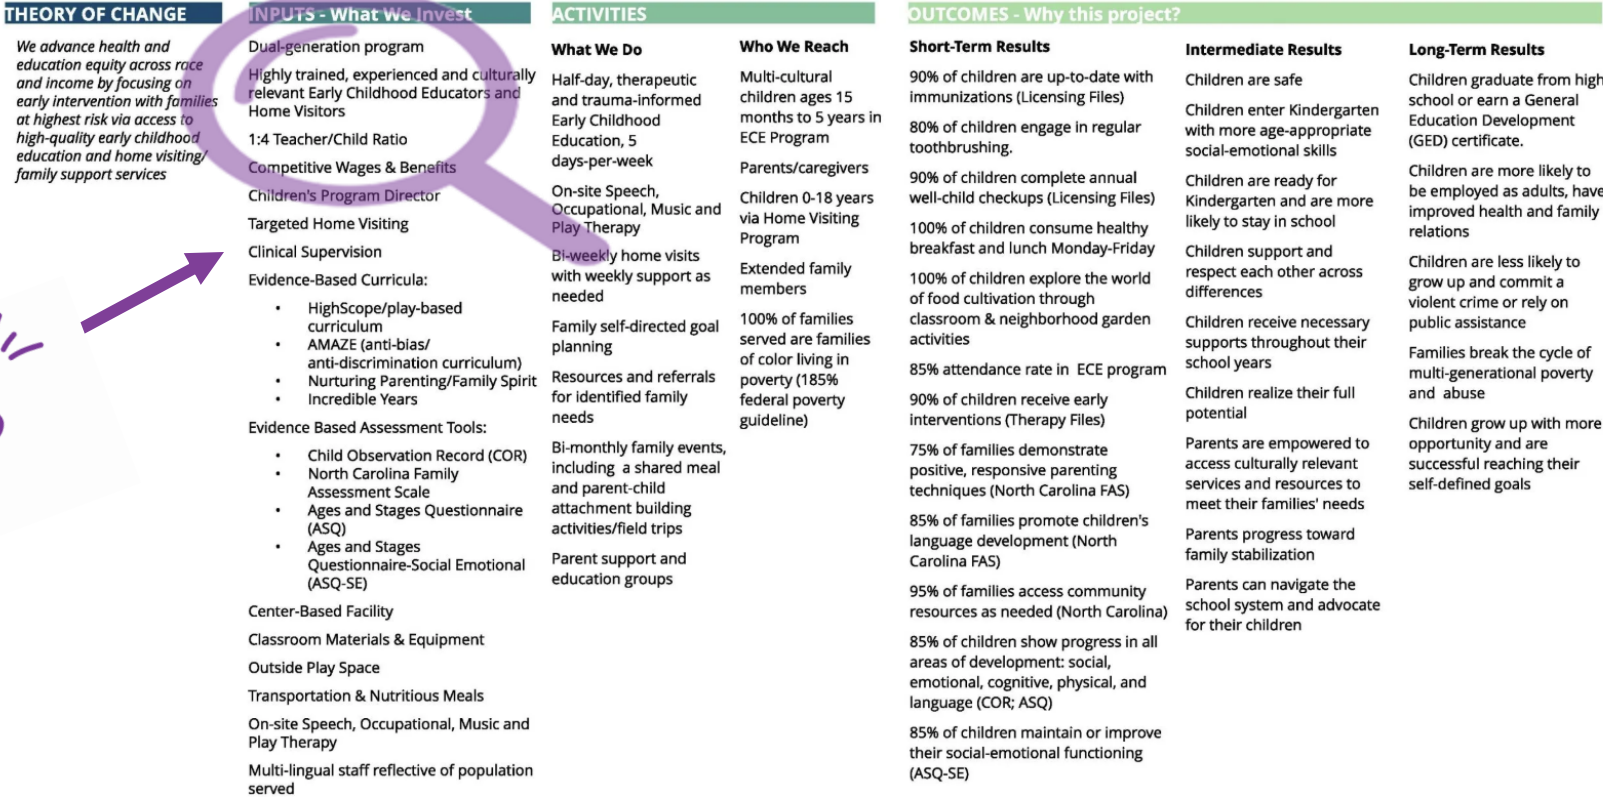 THEORY OF CHANGE
We advance health and
education equity across race
and income by focusing on
early intervention with families
at highest risk via access to
high-quality early childhood
education and home visiting/
family support services
INPUTS - What We Invest
Dual-generation program
Highly trained, experienced and culturally
relevant Early Childhood Educators and
Home Visitors
1:4 Teacher/Child Ratio
Competitive Wages & Benefits
Children's Program Director
Targeted Home Visiting
Clinical Supervision
Evidence-Based Curricula:
• HighScope/play-based
curriculum
• AMAZE (anti-bias/
anti-discrimination curriculum)
• Nurturing Parenting/Family Spirit
• Incredible Years
Evidence Based Assessment Tools:
• Child Observation Record (COR)
• North Carolina Family
Assessment Scale
• Ages and Stages Questionnaire
(ASQ)
• Ages and Stages
Questionnaire-Social Emotional
(ASQ-SE)
Center-Based Facility
Classroom Materials & Equipment
Outside Play Space
Transportation & Nutritious Meals
On-site Speech, Occupational, Music and
Play Therapy
Multi-lingual staff reflective of population
served
ACTIVITIES
What We Do
Half-day, therapeutic
and trauma-informed
Early Childhood
Education, 5
days-per-week
On-site Speech,
Occupational, Music and
Play Therapy
Bi-weekly home visits
with weekly support as
needed
Family self-directed goal
planning
Resources and referrals
for identified family
needs
Bi-monthly family events,
including a shared meal
and parent-child
attachment building
activities/field trips
Parent support and
education groups
Who We Reach
Multi-cultural
children ages 15
months to 5 years in
ECE Program
Parents/caregivers
Children 0-18 years
via Home Visiting
Program
Extended family
members
100% of families
served are families
of color living in
poverty (185%
federal poverty
guideline)
OUTCOMES - Why this project?
Short-Term Results
90% of children are up-to-date with
immunizations (Licensing Files)
80% of children engage in regular
toothbrushing.
90% of children complete annual
well-child checkups (Licensing Files)
100% of children consume healthy
breakfast and lunch Monday-Friday
100% of children explore the world
of food cultivation through
classroom & neighborhood garden
activities
85% attendance rate in ECE program
90% of children receive early
interventions (Therapy Files)
75% of families demonstrate
positive, responsive parenting
techniques (North Carolina FAS)
85% of families promote children's
language development (North
Carolina FAS)
95% of families access community
resources as needed (North Carolina)
85% of children show progress in all
areas of development: social,
emotional, cognitive, physical, and
language (COR; ASQ)
85% of children maintain or improve
their social-emotional functioning
(ASQ-SE)
Intermediate Results
Children are safe
Children enter Kindergarten
with more age-appropriate
social-emotional skills
Children are ready for
Kindergarten and are more
likely to stay in school
Children support and
respect each other across
differences
Children receive necessary
supports throughout their
school years
Children realize their full
potential
Parents are empowered to
access culturally relevant
services and resources to
meet their families' needs
Parents progress toward
family stabilization
Parents can navigate the
school system and advocate
for their children
Long-Term Results
Children graduate from high
school or earn a General
Education Development
(GED) certificate.
Children are more likely to
be employed as adults, have
improved health and family
relations
Children are less likely to
grow up and commit a
violent crime or rely on
public assistance
Families break the cycle of
multi-generational poverty
and abuse
Children grow up with more
opportunity and are
successful reaching their
self-defined goals